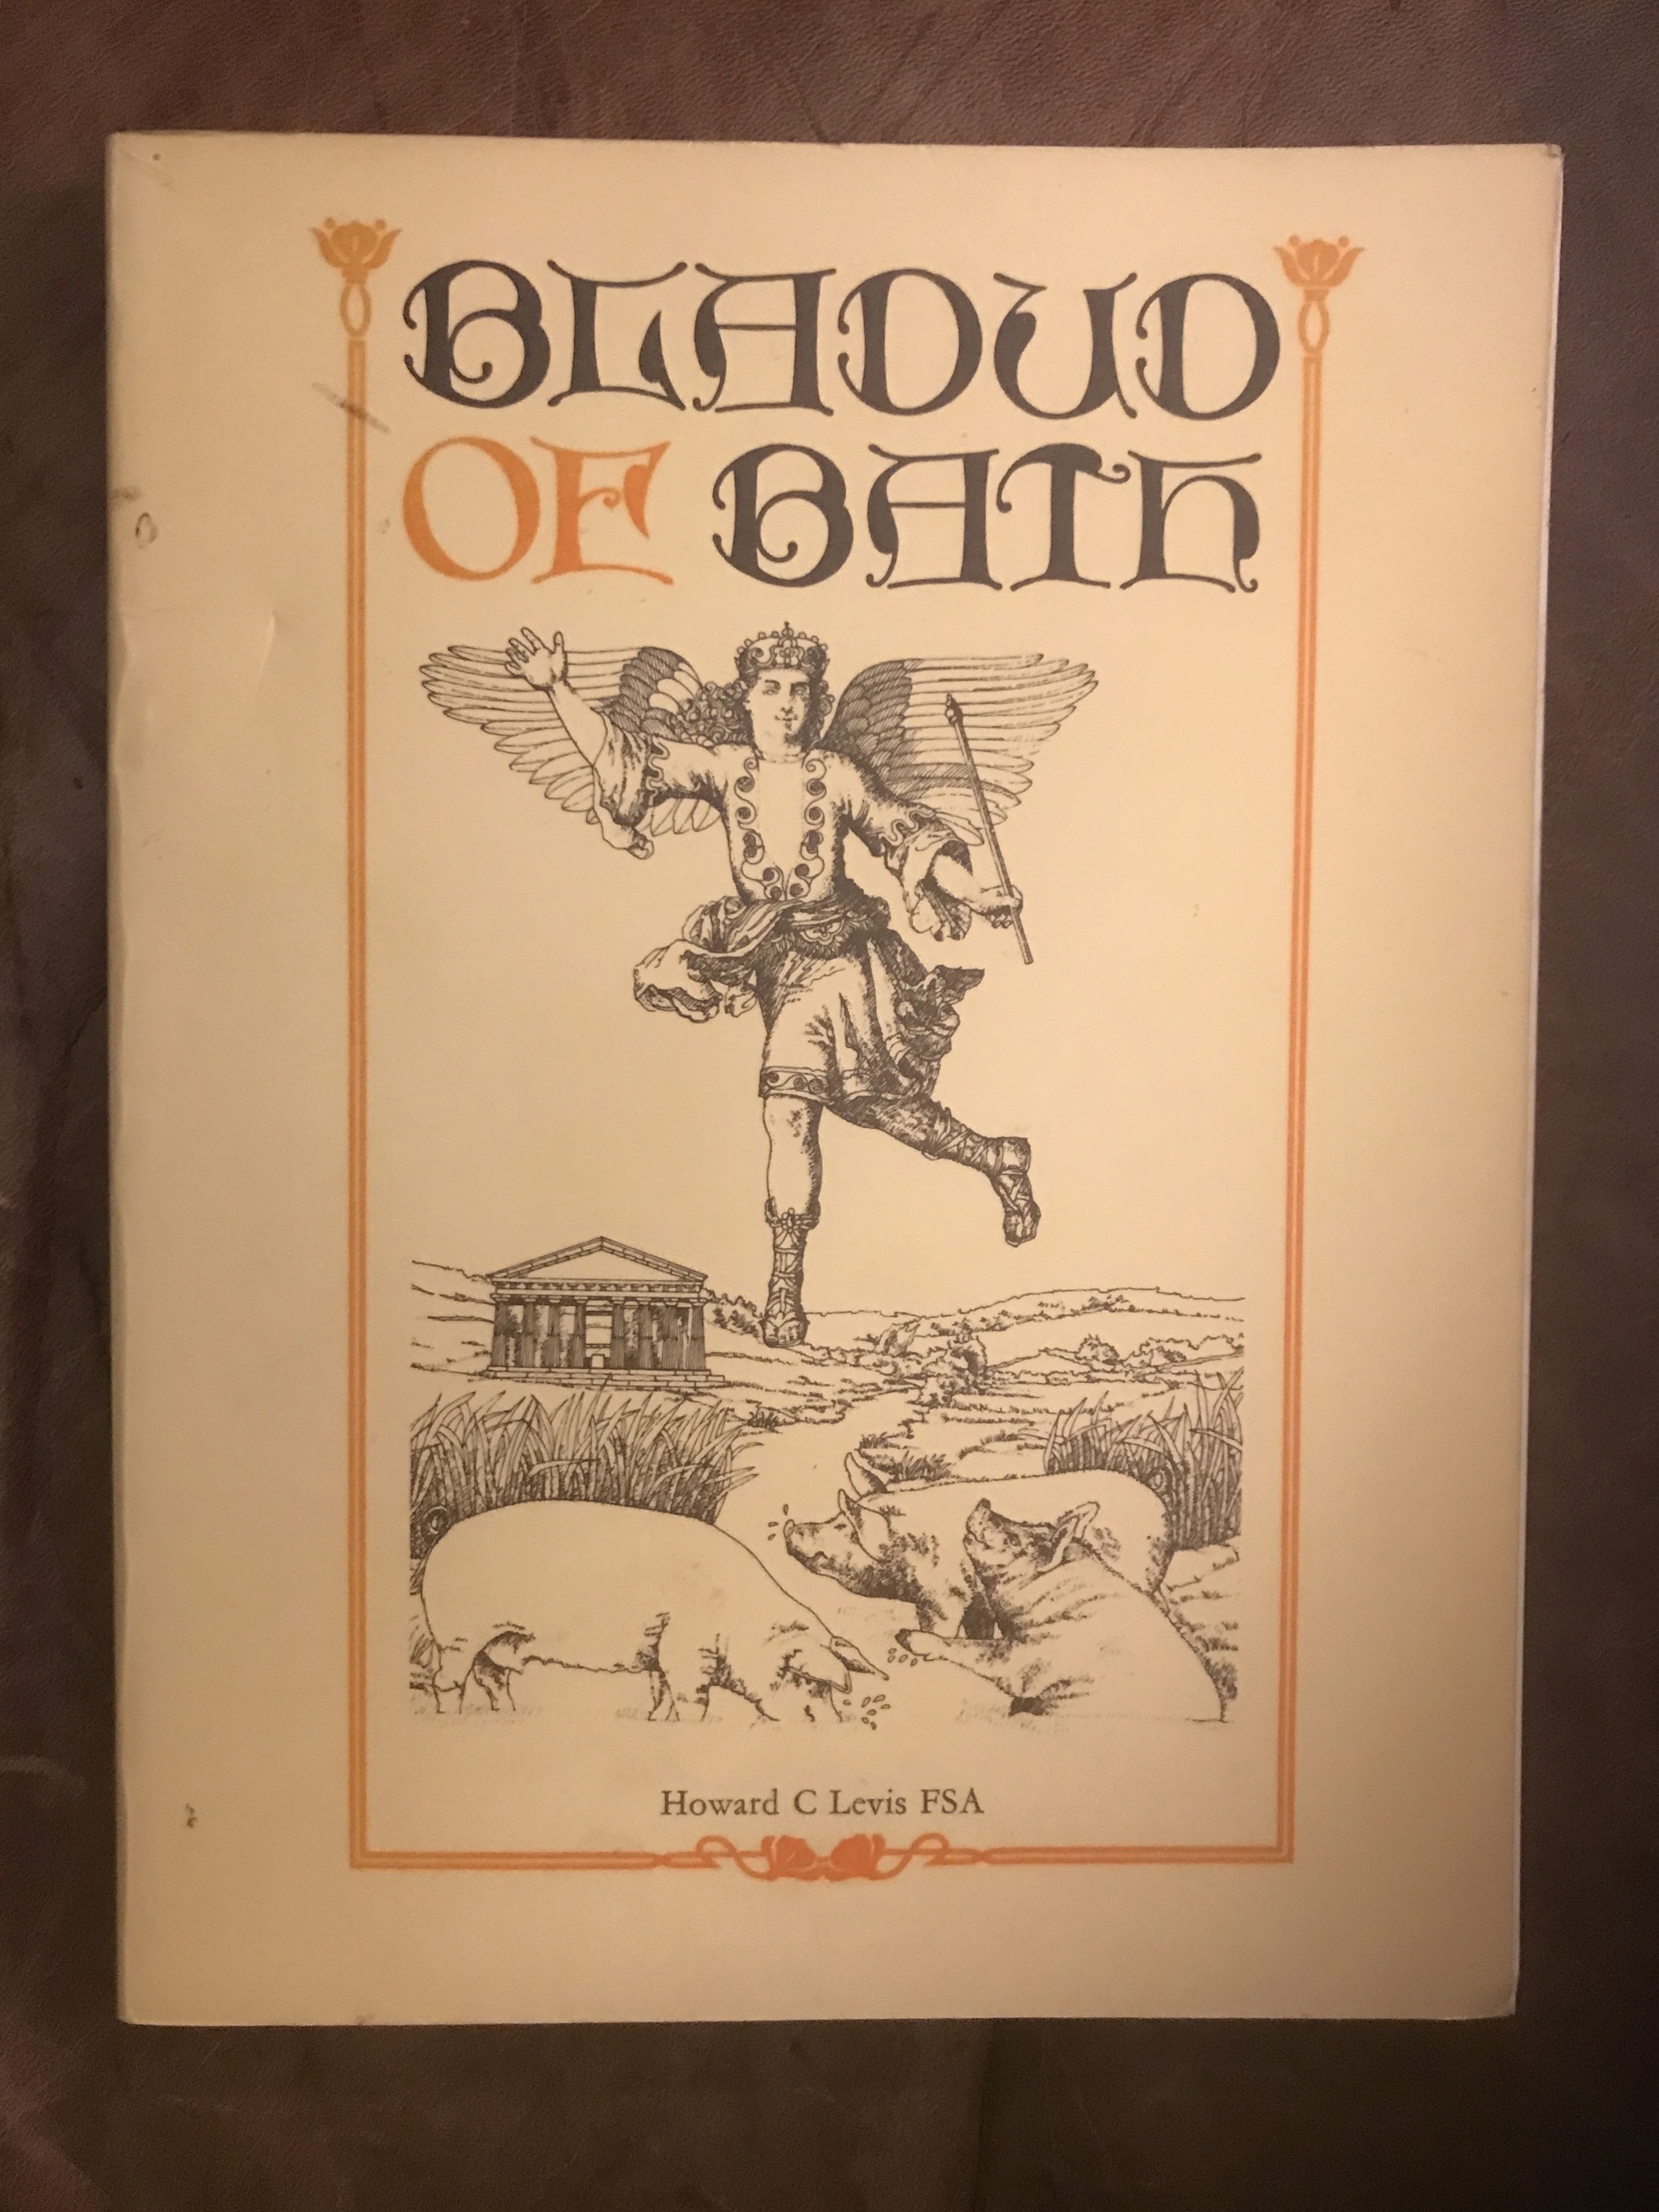 BLADUD
OF BATH
Howard C Levis FSA